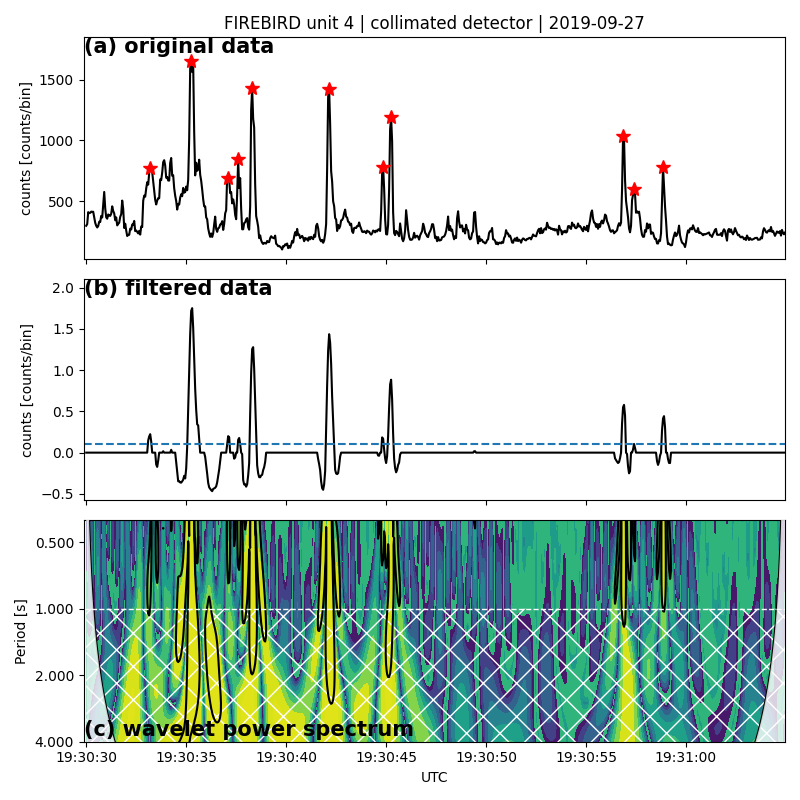 FIREBIRD unit 4 | collimated detector | 2019-09-27
(a) original data
1500
1000
500
counts [counts/bin]
(b) filtered data
2.0
1.5
1.0
0.5
0.0
−0.5
counts [counts/bin]
0.500
1.000
2.000
4.000
Period [s]
(c) wavelet power spectrum
19:30:30 19:30:35 19:30:40 19:30:45 19:30:50 19:30:55 19:31:00
UTC